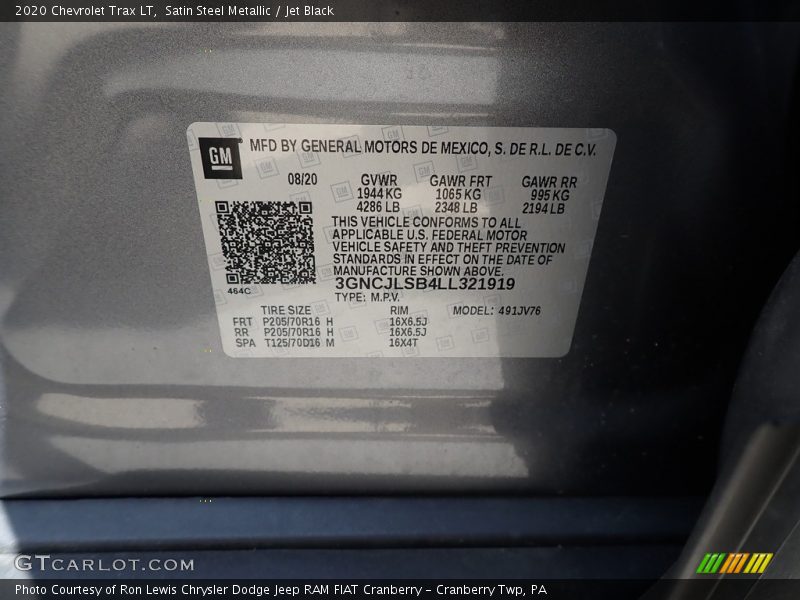 2020 Chevrolet Trax LT,  Satin Steel Metallic / Jet Black
GM
MFD BY GENERAL MOTORS DE MEXICO, S. DE R.L. DE C.V.
08/20 GVWR GAWR FRT GAWR RR
1944 KG 1065 KG 995 KG
4286 LB 2348 LB 2194 LB
THIS VEHICLE CONFORMS TO ALL
APPLICABLE U.S. FEDERAL MOTOR
VEHICLE SAFETY AND THEFT PREVENTION
STANDARDS IN EFFECT ON THE DATE OF
MANUFACTURE SHOWN ABOVE.
464C 3GNCJLSB4LL321919
TYPE: M.P.V.
TIRE SIZE RIM MODEL: 491JV76
FRT P205/70R16 H 16X6.5J
RR P205/70R16 H 16X6.5J
SPA T125/70D16 M 16X4T
GTCARLOT.COM
Photo Courtesy of Ron Lewis Chrysler Dodge Jeep RAM FIAT Cranberry – Cranberry Twp, PA